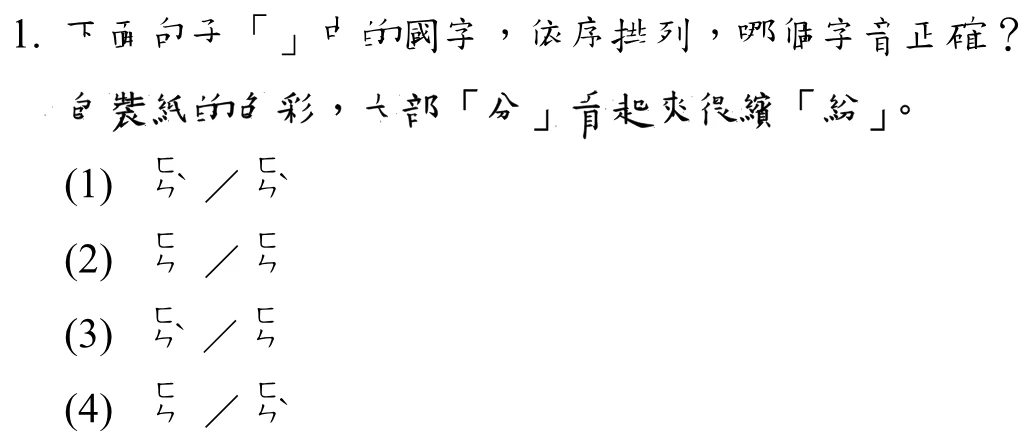 1. 下面句子「」中的國字，依序排列，哪個字音正確？
包裝紙的色彩，大部「分」看起來很繽「紛」。
(1) ㄈㄣˋ／ㄈㄣˋ
(2) ㄈㄣ／ㄈㄣ
(3) ㄈㄣˋ／ㄈㄣ
(4) ㄈㄣ／ㄈㄣˋ